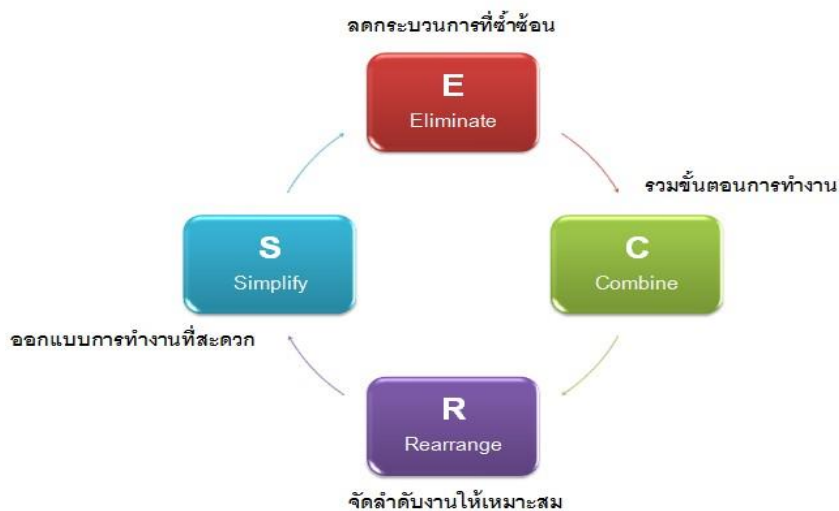 ลดกระบวนการที่ซ้ำซ้อน
E
Eliminate
รวมขั้นตอนการทำงาน
C
Combine
R
Rearrange
จัดลำดับงานให้เหมาะสม
S
Simplify
ออกแบบการทำงานที่สะดวก